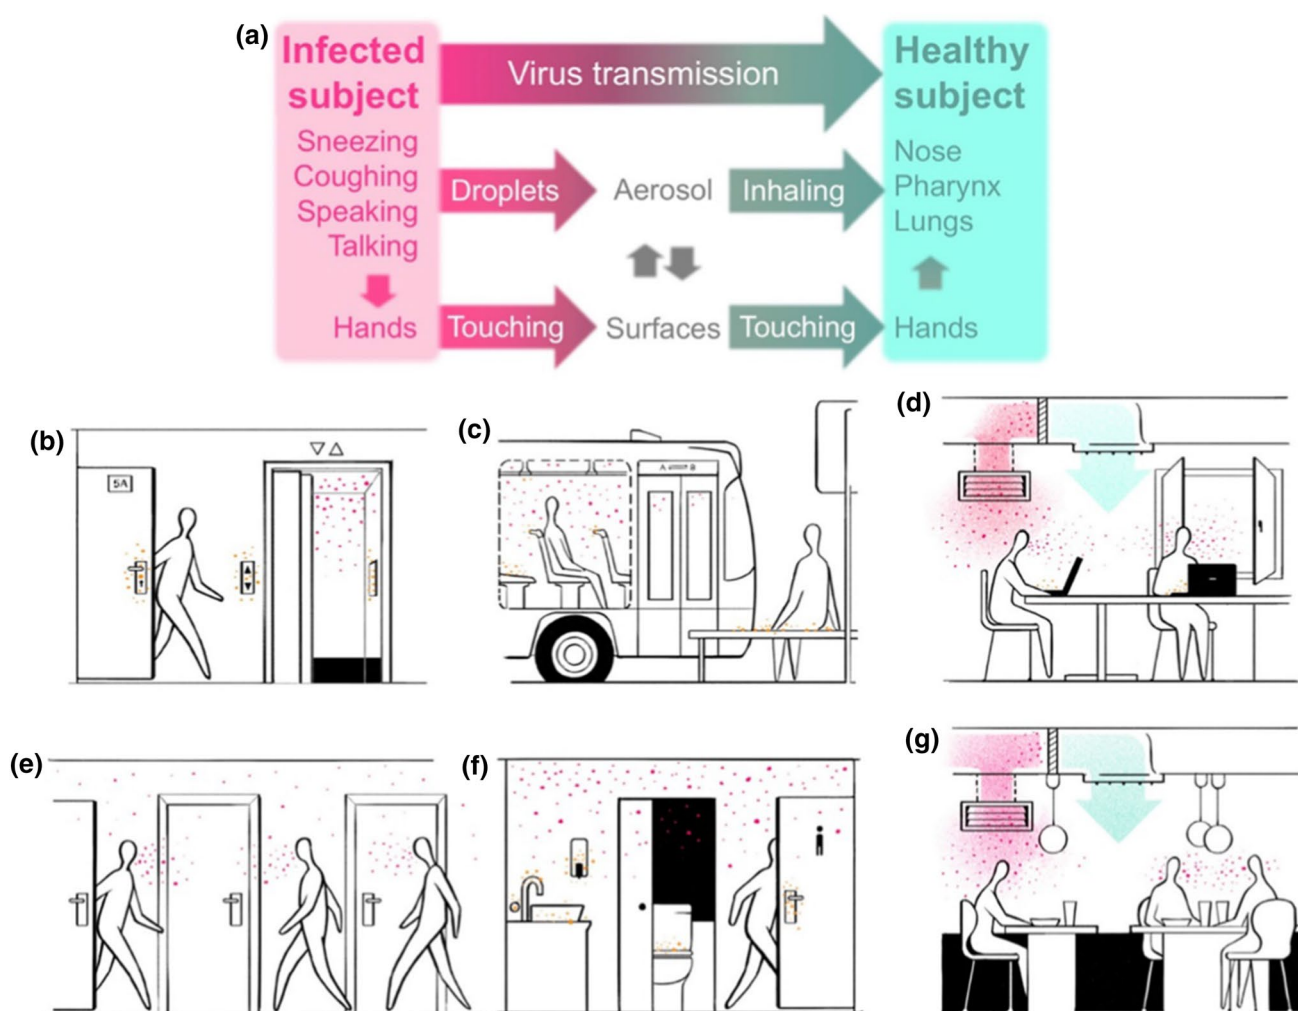 (a)
Infected
subject
Sneezing
Coughing
Speaking
Talking
Hands
Virus transmission
Droplets
Aerosol
Inhaling
Touching
Surfaces
Touching
Healthy
subject
Nose
Pharynx
Lungs
Hands
(b)
5A
(c)
(d)
(e)
(f)
(g)